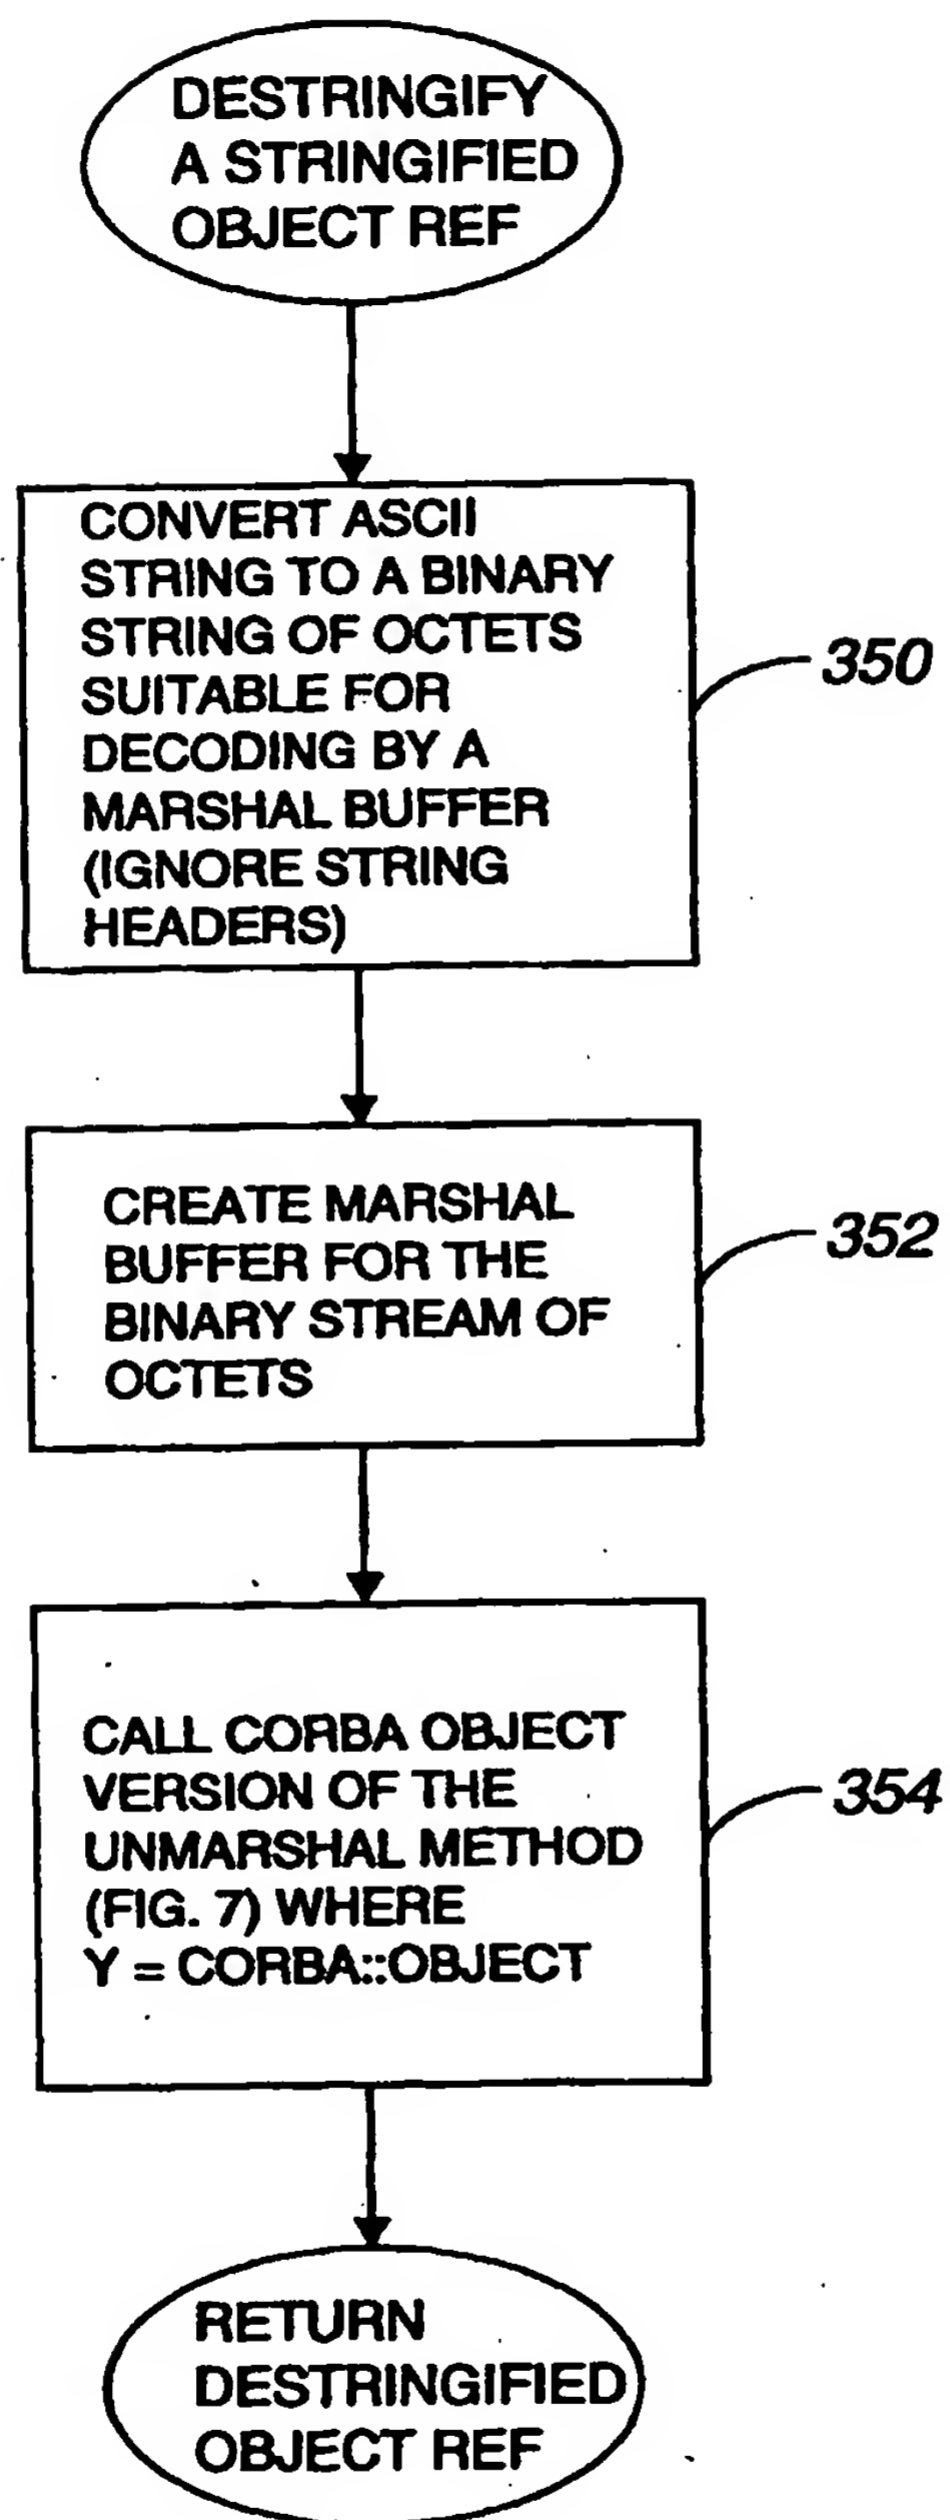 DESTRINGIFY
A STRINGIFIED
OBJECT REF
CONVERT ASCII
STRING TO A BINARY
STRING OF OCTETS
SUITABLE FOR
DECODING BY A
MARSHAL BUFFER
(IGNORE STRING
HEADERS)
350
CREATE MARSHAL
BUFFER FOR THE
BINARY STREAM OF
OCTETS
352
CALL CORBA OBJECT
VERSION OF THE
UNMARSHAL METHOD
(FIG. 7) WHERE
Y = CORBA::OBJECT
354
RETURN
DESTRINGIFIED
OBJECT REF